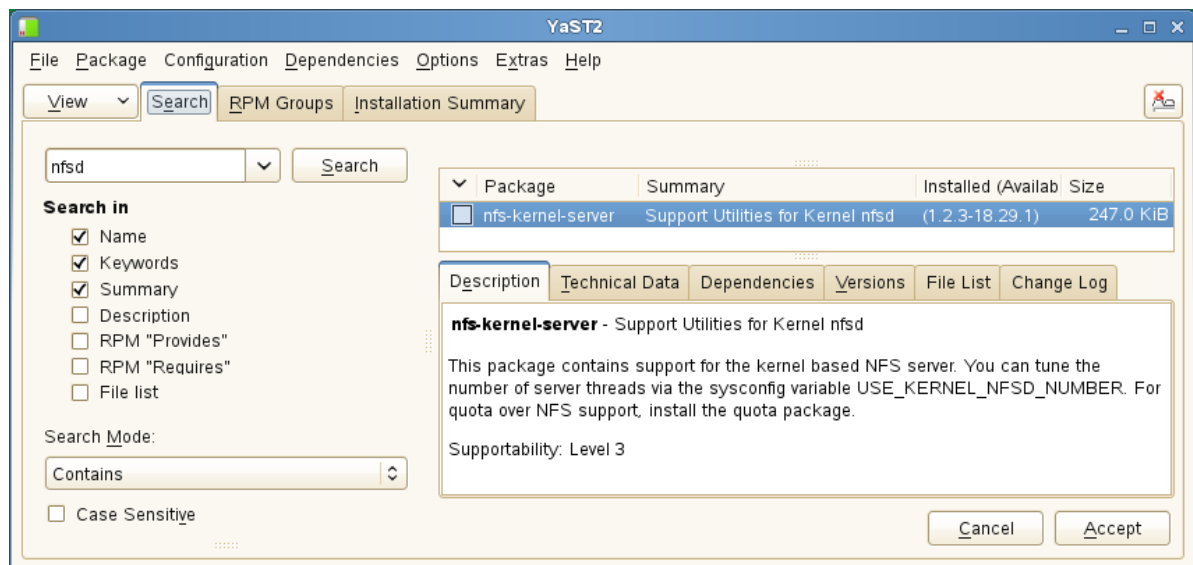 YaST2
File Package Configuration Dependencies Options Extras Help
View Search RPM Groups Installation Summary
nfsd Search
Search in
Name
Keywords
Summary
Description
RPM "Provides"
RPM "Requires"
File list
Search Mode:
Contains
Case Sensitive
Package Summary Installed (Availab Size
nfs-kernel-server Support Utilities for Kernel nfsd (1.2.3-18.29.1) 247.0 KiB
Description Technical Data Dependencies Versions File List Change Log
nfs-kernel-server - Support Utilities for Kernel nfsd
This package contains support for the kernel based NFS server. You can tune the
number of server threads via the sysconfig variable USE_KERNEL_NFSD_NUMBER. For
quota over NFS support, install the quota package.
Supportability: Level 3
Cancel Accept